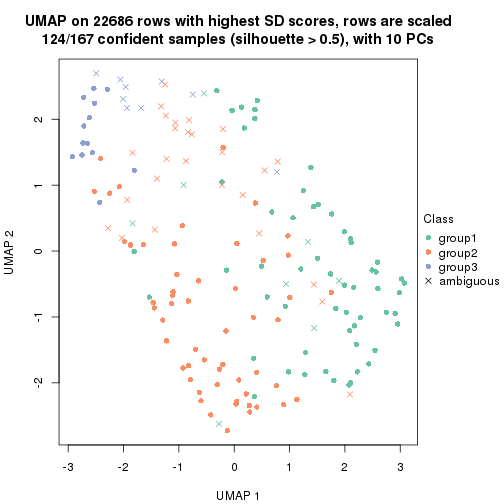 UMAP on 22686 rows with highest SD scores, rows are scaled
124/167 confident samples (silhouette > 0.5), with 10 PCs
2
1
0
-1
-2
UMAP 2
-3
-2
-1
0
1
2
3
UMAP 1
Class
group1
group2
group3
ambiguous